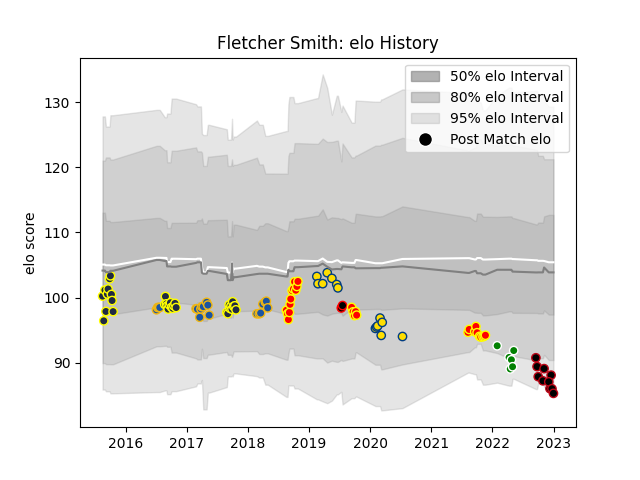 Fletcher Smith: elo History
50% elo Interval
80% elo Interval
95% elo Interval
Post Match elo
elo score
130
120
110
100
90
2016
2017
2018
2019
2020
2021
2022
2023